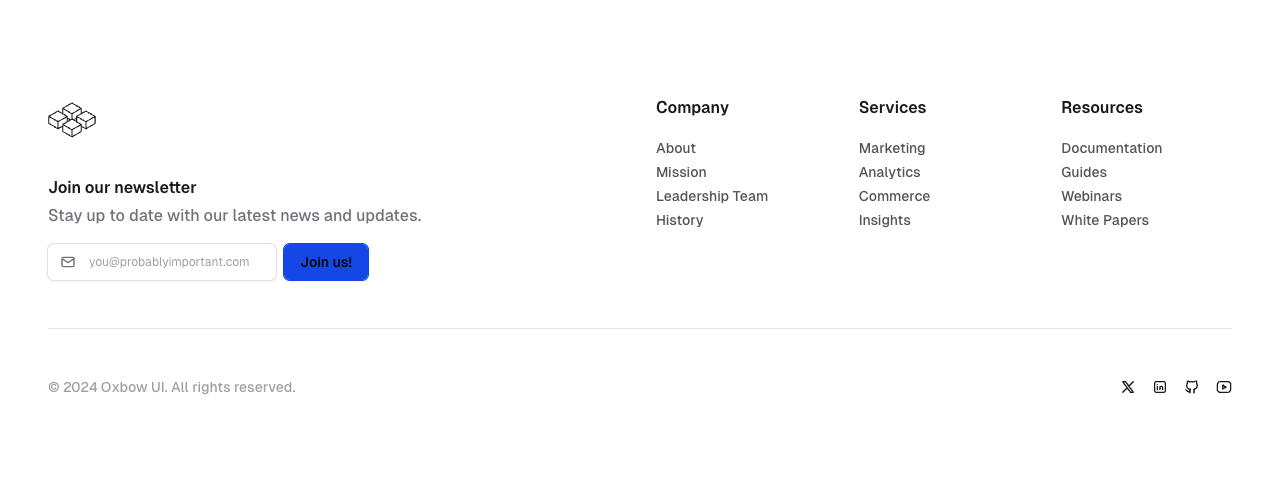 Join our newsletter
Stay up to date with our latest news and updates.
you@probablyimportant.com
Join us!
Company
About
Mission
Leadership Team
History
Services
Marketing
Analytics
Commerce
Insights
Resources
Documentation
Guides
Webinars
White Papers
© 2024 Oxbow UI. All rights reserved.